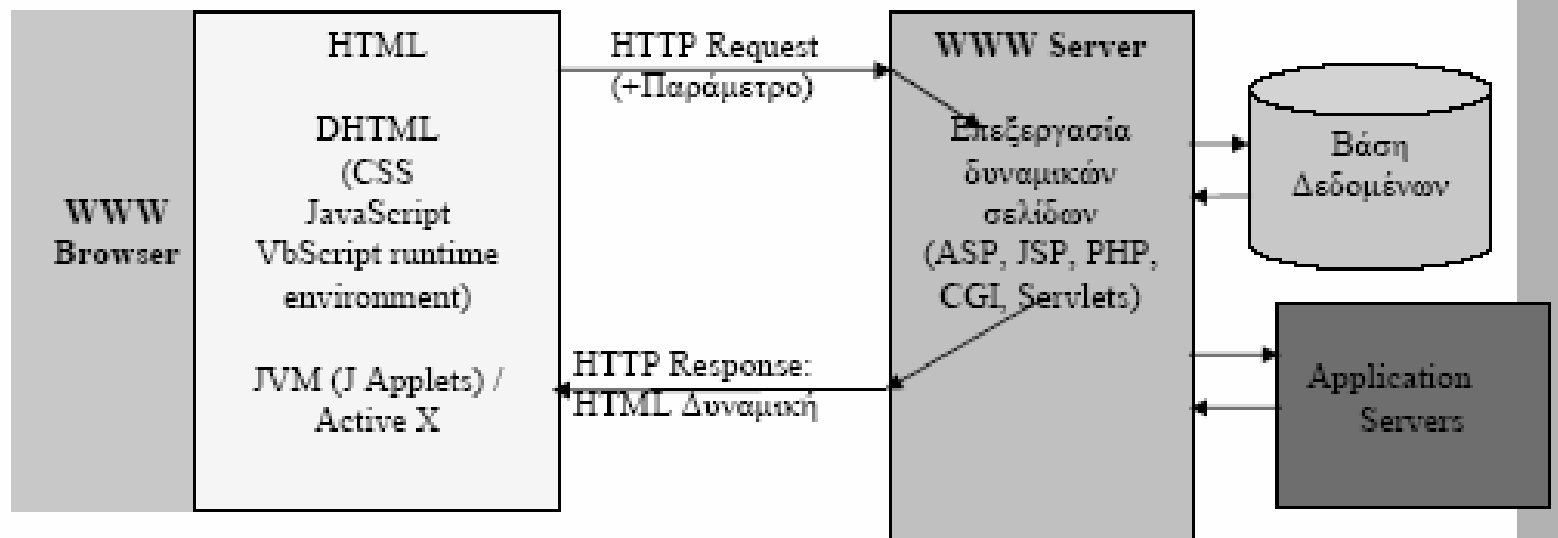 WWW
Browser
HTML
DHTML
(CSS
JavaScript
VbScript runtime
environment)
JVM (J Applets) /
Active X
HTTP Request
(+Παράμετρο)
HTTP Response:
HTML Δυναμική
WWW Server
Επεξεργασία
δυναμικών
σελίδων
(ASP, JSP, PHP,
CGI, Servlets)
Βάση
Δεδομένων
Application
Servers